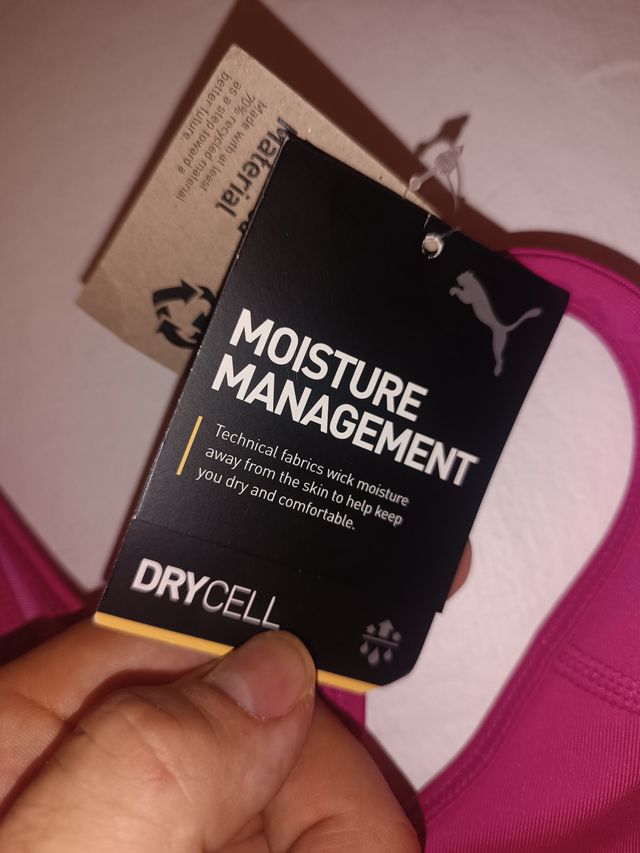 MOISTURE
MANAGEMENT
Technical fabrics wick moisture
away from the skin to help keep
you dry and comfortable.
DRYCELL
Material
Made with at least
70% recycled material
as a step toward a
better future